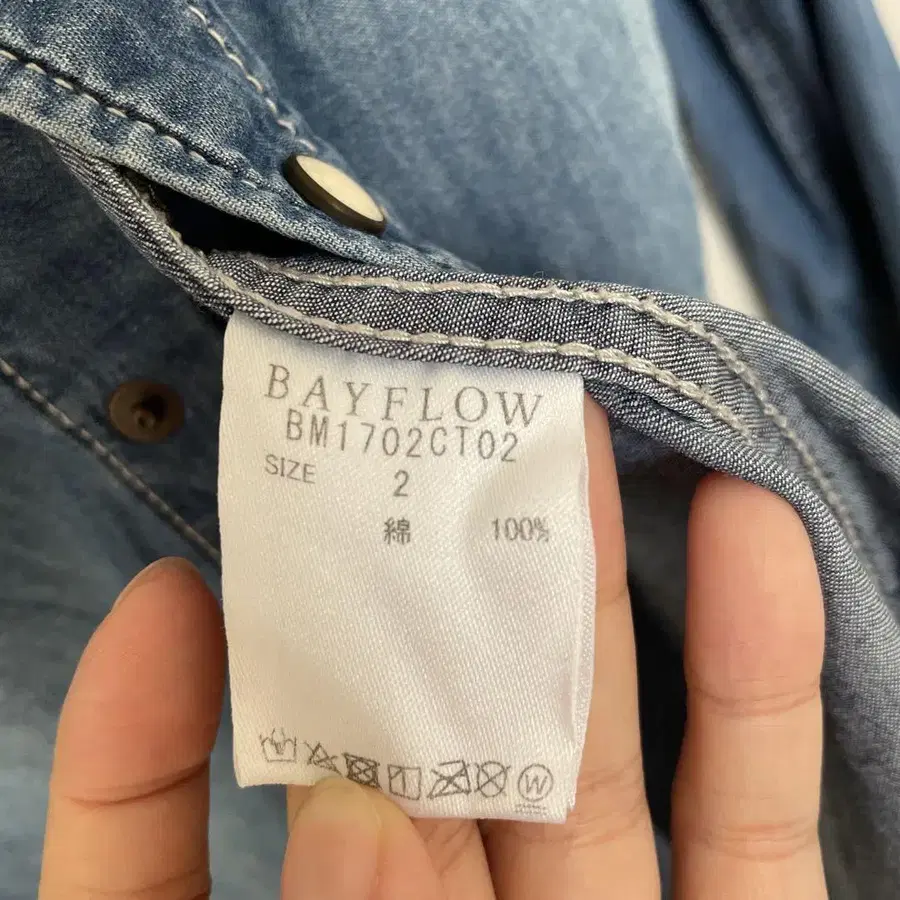 BAYFLOW
BM1702CT02
SIZE 2
綿 100%
W